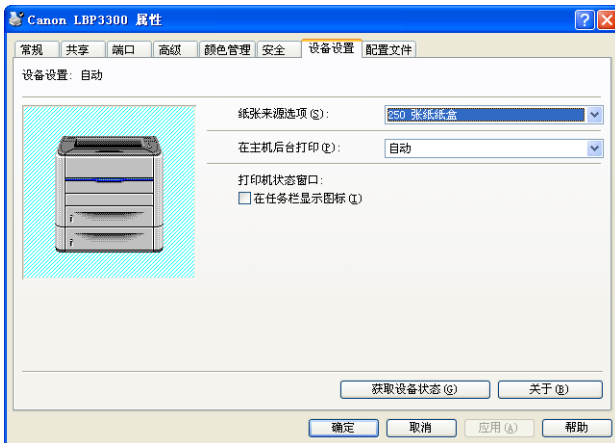 Canon LBP3300 属性
常规 共享 端口 高级 颜色管理 安全 设备设置 配置文件
设备设置: 自动
纸张来源选项(S): 250 张纸纸盒
在主机后台打印(P): 自动
打印机状态窗口:
在任务栏显示图标(I)
获取设备状态(G) 关于(B)
确定 取消 应用(A) 帮助